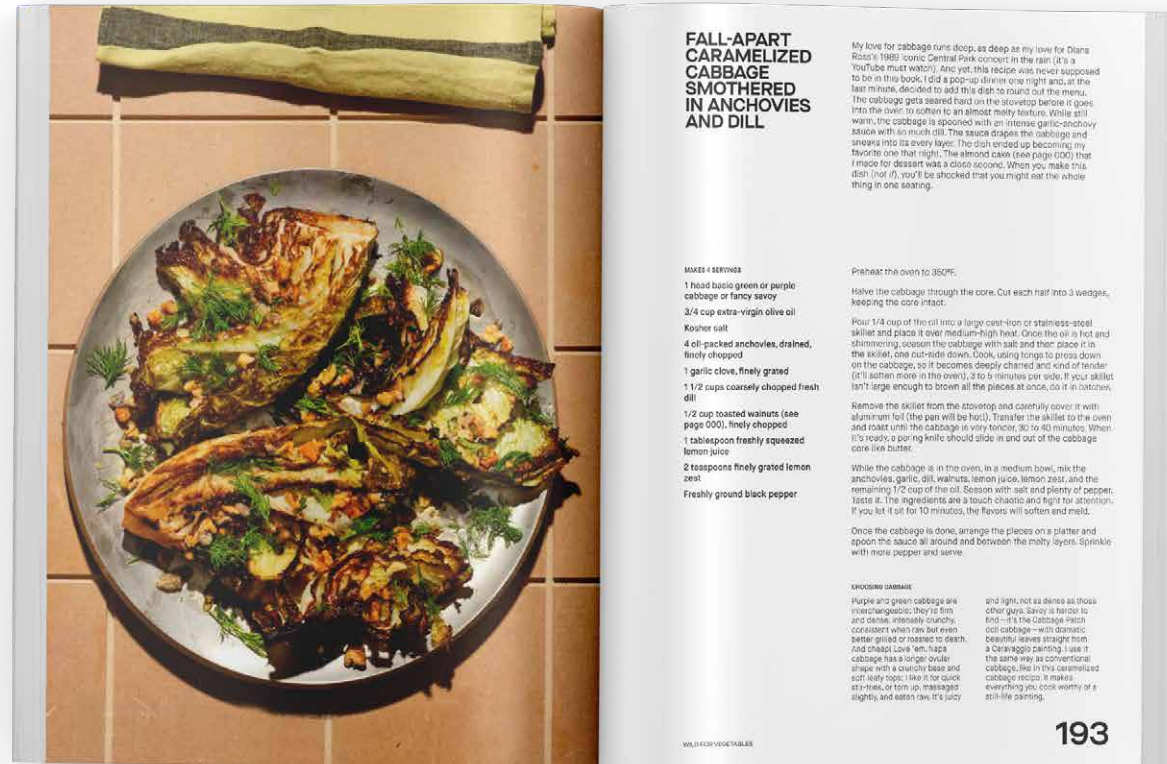 FALL-APART
CARAMELIZED
CABBAGE
SMOTHERED
IN ANCHOVIES
AND DILL
My love for cabbage runs deep, as deep as my love for Diana
Ross's 1989 iconic Central Park concert in the rain (it's a
YouTube must watch). And yet, this recipe was never supposed
to be in this book. I did a pop-up dinner one night and, at the
last minute, decided to add this dish to round out the menu.
The cabbage gets seared hard on the stovetop before it goes
into the oven to soften to an almost melty texture. While still
warm, the cabbage is spooned with an intense garlic-anchovy
sauce with so much dill. The sauce drapes the cabbage and
sneaks into its every layer. The dish ended up becoming my
favorite one that night. The almond cake (see page 000) that
I made for dessert was a close second. When you make this
dish (not if), you'll be shocked that you might eat the whole
thing in one seating.
MAKES 4 SERVINGS
1 head basic green or purple
cabbage or fancy savoy
3/4 cup extra-virgin olive oil
Kosher salt
4 oil-packed anchovies, drained,
finely chopped
1 garlic clove, finely grated
1 1/2 cups coarsely chopped fresh
dill
1/2 cup toasted walnuts (see
page 000), finely chopped
1 tablespoon freshly squeezed
lemon juice
2 teaspoons finely grated lemon
zest
Freshly ground black pepper
Preheat the oven to 350°F.
Halve the cabbage through the core. Cut each half into 3 wedges,
keeping the core intact.
Pour 1/4 cup of the oil into a large cast-iron or stainless-steel
skillet and place it over medium-high heat. Once the oil is hot and
shimmering, season the cabbage with salt and then place it in
the skillet, one cut-side down. Cook, using tongs to press down
on the cabbage, so it becomes deeply charred and kind of tender
(it'll soften more in the oven), 3 to 5 minutes per side. If your skillet
isn't large enough to brown all the pieces at once, do it in batches.
Remove the skillet from the stovetop and carefully cover it with
aluminum foil (the pan will be hot!). Transfer the skillet to the oven
and roast until the cabbage is very tender, 30 to 40 minutes. When
it's ready, a paring knife should slide in and out of the cabbage
core like butter.
While the cabbage is in the oven, in a medium bowl, mix the
anchovies, garlic, dill, walnuts, lemon juice, lemon zest, and the
remaining 1/2 cup of the oil. Season with salt and plenty of pepper.
Taste it. The ingredients are a touch chaotic and fight for attention.
If you let it sit for 10 minutes, the flavors will soften and meld.
Once the cabbage is done, arrange the pieces on a platter and
spoon the sauce all around and between the melty layers. Sprinkle
with more pepper and serve.
CHOOSING CABBAGE
Purple and green cabbage are
interchangeable; they're firm
and dense, intensely crunchy,
consistent when raw but even
better grilled or roasted to death.
And cheap! Love 'em. Napa
cabbage has a longer ovular
shape with a crunchy base and
soft leafy tops; I like it for quick
stir-fries, or torn up, massaged
slightly, and eaten raw. It's juicy
and light, not as dense as those
other guys. Savoy is harder to
find—it's the Cabbage Patch
doll cabbage—with dramatic
beautiful leaves straight from
a Caravaggio painting. I use it
the same way as conventional
cabbage, like in this caramelized
cabbage recipe. It makes
everything you cook worthy of a
still-life painting.
WILD FOR VEGETABLES
193